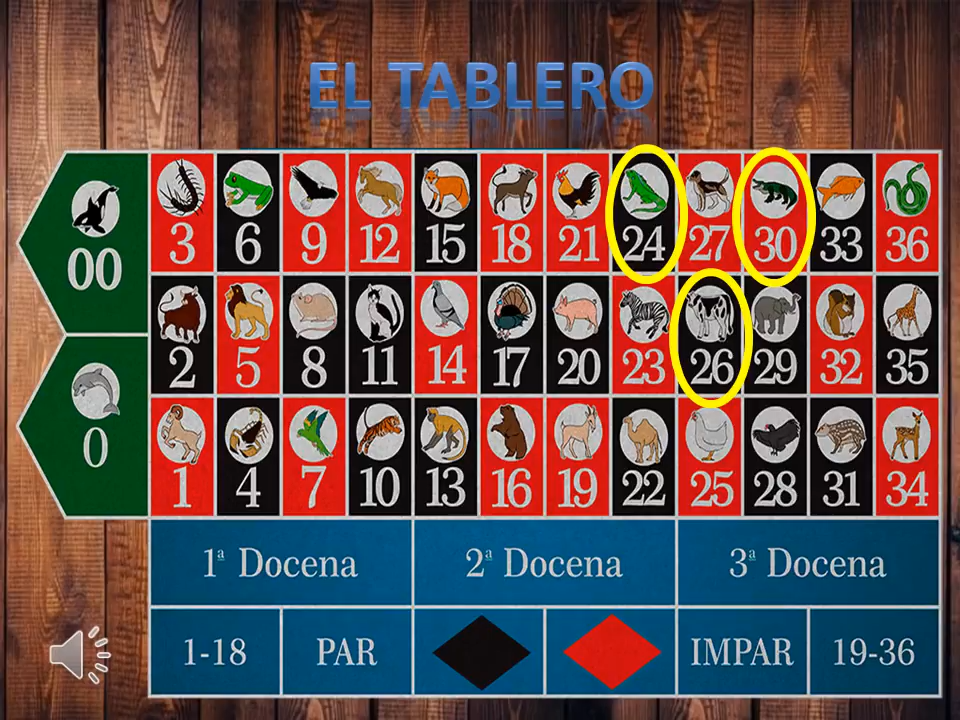 EL TABLERO
00 3 6 9 12 15 18 21 24 27 30 33 36
2 5 8 11 14 17 20 23 26 29 32 35
0 1 4 7 10 13 16 19 22 25 28 31 34
1ª Docena 2ª Docena 3ª Docena
1-18 PAR IMPAR 19-36